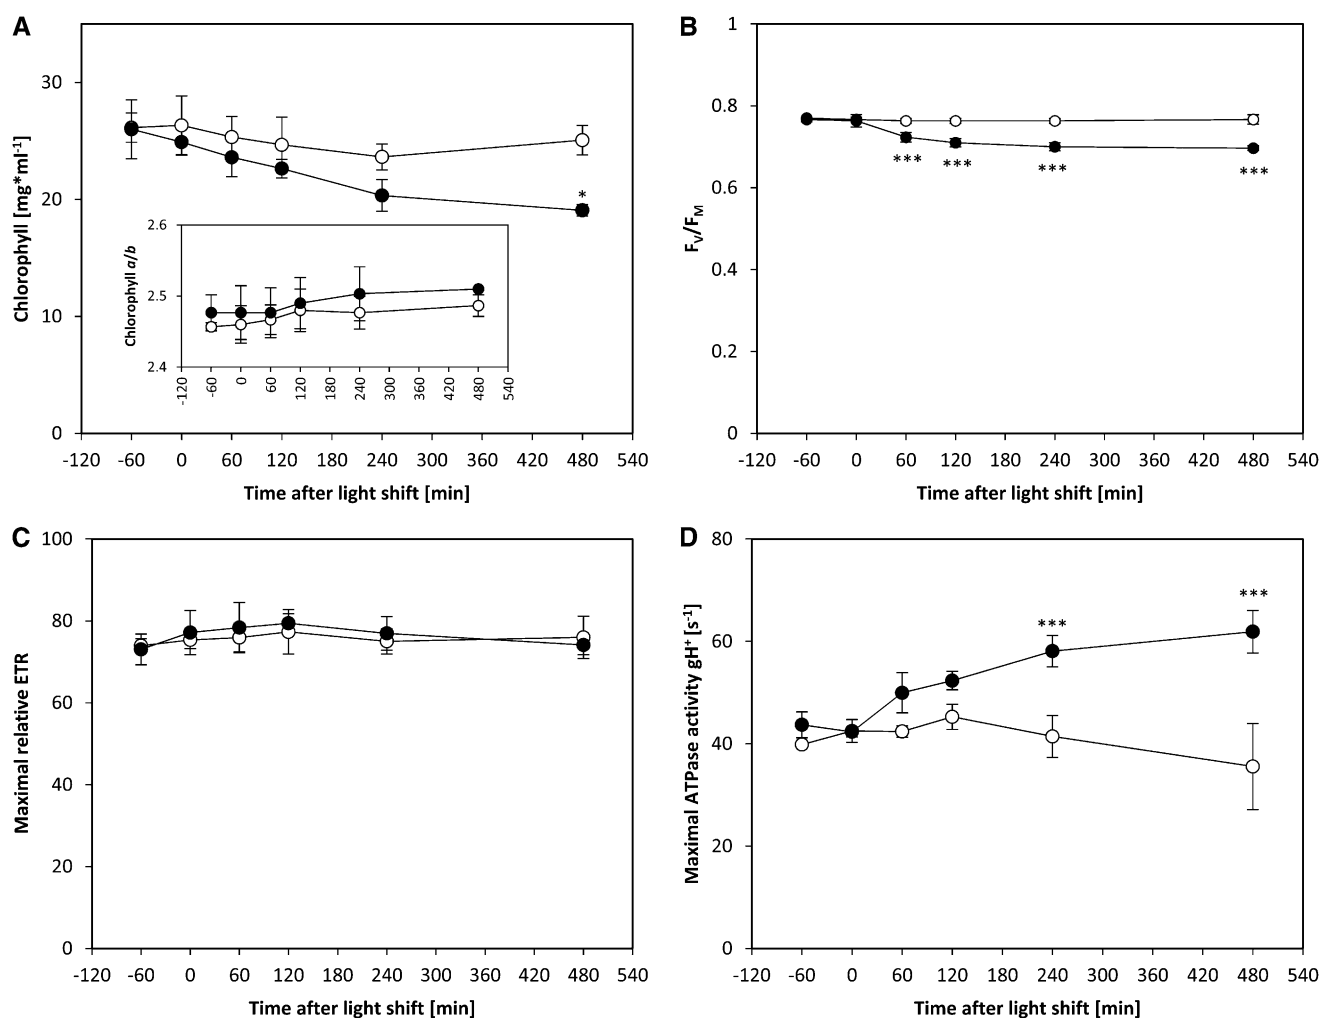 A
Chlorophyll [mg*ml-1]
30
20
10
0
*
Chlorophyll a/b
2.6
2.5
2.4
-120 -60 0 60 120 180 240 300 360 420 480 540
-120 -60 0 60 120 180 240 300 360 420 480 540
Time after light shift [min]
B
FV/FM
1
0.8
0.6
0.4
0.2
0
*** *** *** ***
-120 -60 0 60 120 180 240 300 360 420 480 540
Time after light shift [min]
C
Maximal relative ETR
100
80
60
40
20
0
-120 -60 0 60 120 180 240 300 360 420 480 540
Time after light shift [min]
D
Maximal ATPase activity gH+ [s-1]
80
60
40
20
0
*** ***
-120 -60 0 60 120 180 240 300 360 420 480 540
Time after light shift [min]